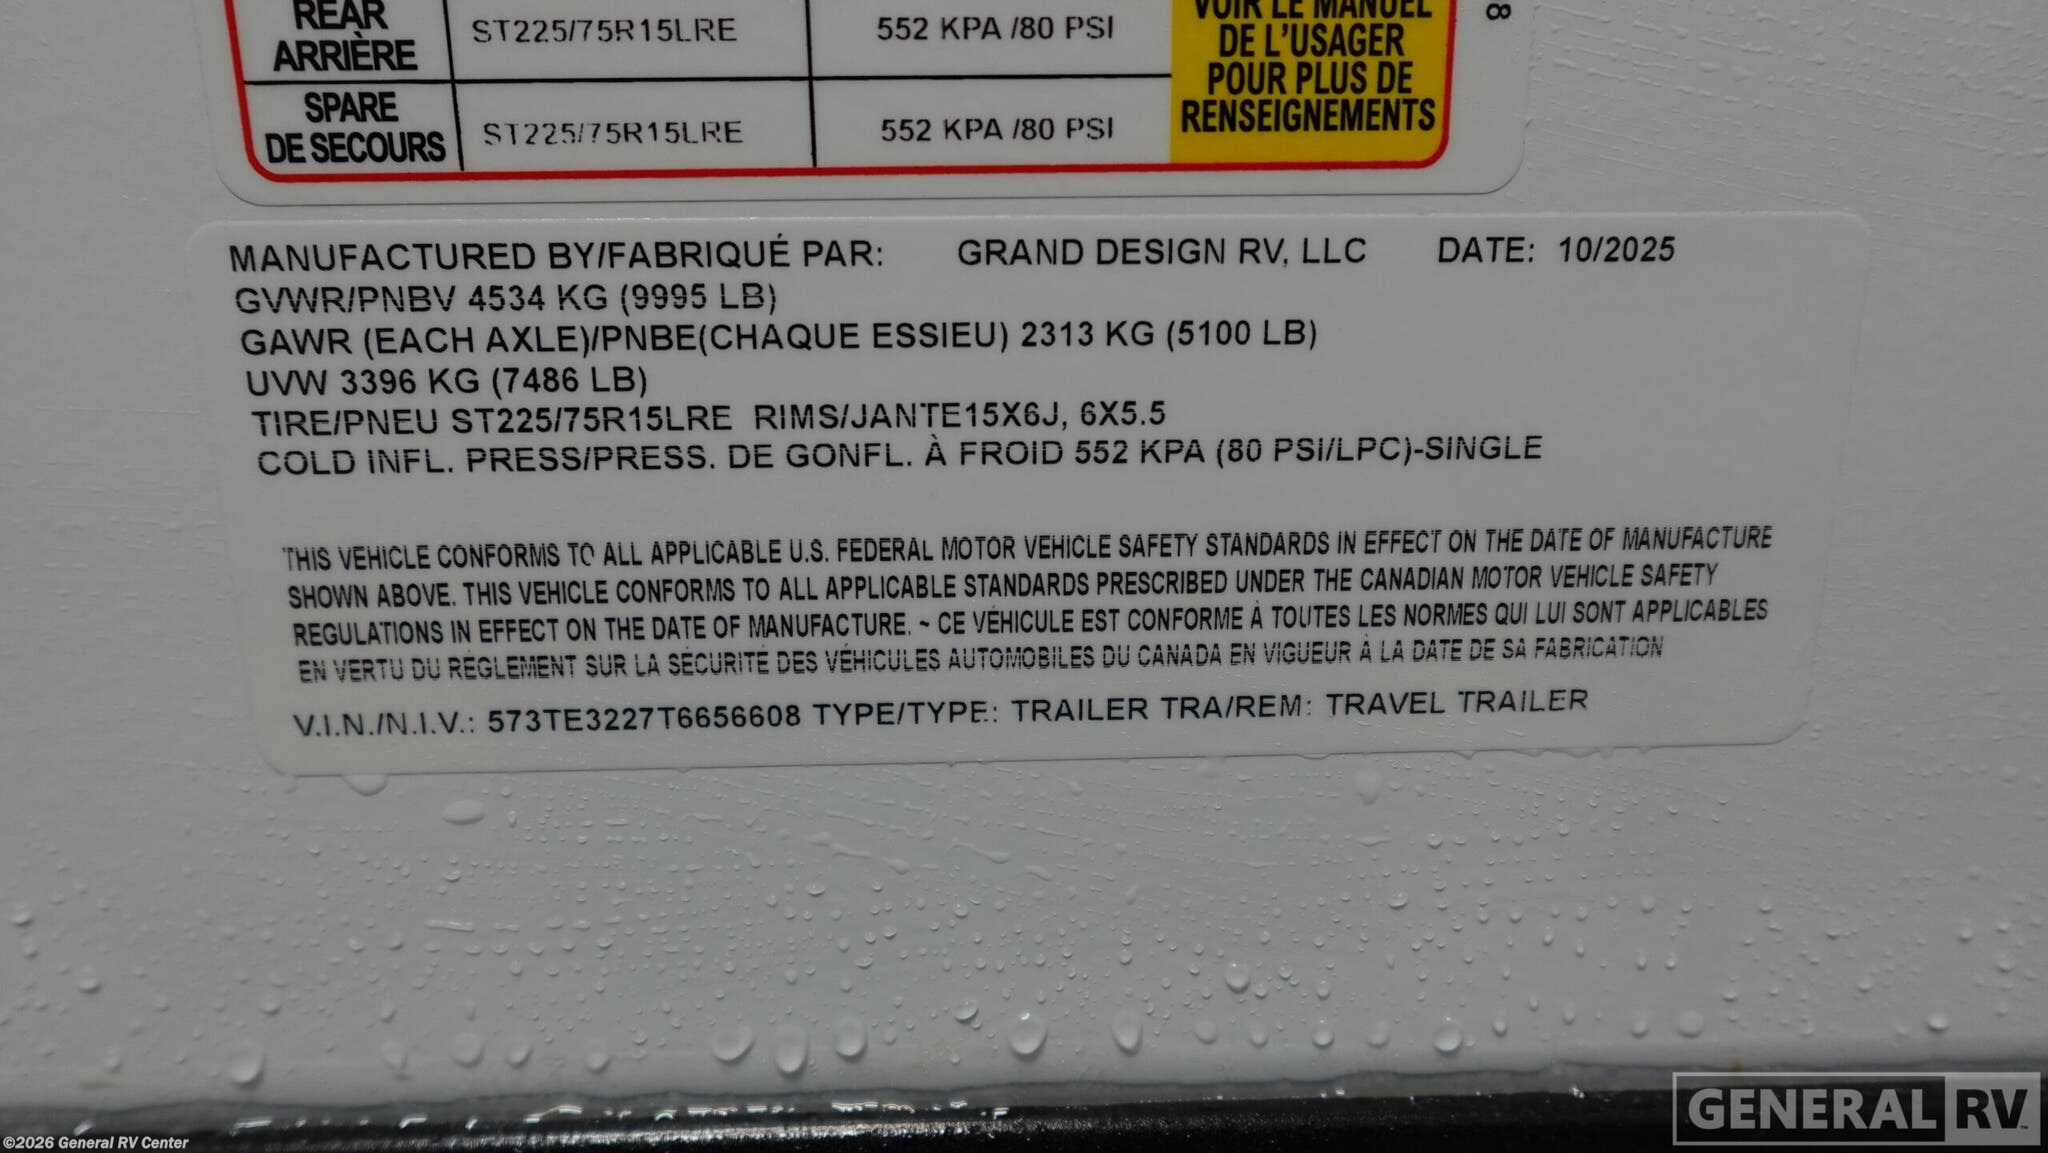 REAR ST225/75R15LRE 552 KPA /80 PSI VOIR LE MANUEL
ARRIÈRE DE L'USAGER
POUR PLUS DE
SPARE ST225/75R15LRE 552 KPA /80 PSI RENSEIGNEMENTS
DE SECOURS
8
MANUFACTURED BY/FABRIQUÉ PAR: GRAND DESIGN RV, LLC DATE: 10/2025
GVWR/PNBV 4534 KG (9995 LB)
GAWR (EACH AXLE)/PNBE(CHAQUE ESSIEU) 2313 KG (5100 LB)
UVW 3396 KG (7486 LB)
TIRE/PNEU ST225/75R15LRE RIMS/JANTE15X6J, 6X5.5
COLD INFL. PRESS/PRESS. DE GONFL. À FROID 552 KPA (80 PSI/LPC)-SINGLE
THIS VEHICLE CONFORMS TO ALL APPLICABLE U.S. FEDERAL MOTOR VEHICLE SAFETY STANDARDS IN EFFECT ON THE DATE OF MANUFACTURE
SHOWN ABOVE. THIS VEHICLE CONFORMS TO ALL APPLICABLE STANDARDS PRESCRIBED UNDER THE CANADIAN MOTOR VEHICLE SAFETY
REGULATIONS IN EFFECT ON THE DATE OF MANUFACTURE. ~ CE VÉHICULE EST CONFORME À TOUTES LES NORMES QUI LUI SONT APPLICABLES
EN VERTU DU RÉGLEMENT SUR LA SÉCURITÉ DES VÉHICULES AUTOMOBILES DU CANADA EN VIGUEUR À LA DATE DE SA FABRICATION
V.I.N./N.I.V.: 573TE3227T6656608 TYPE/TYPE: TRAILER TRA/REM: TRAVEL TRAILER
GENERAL RV
©2026 General RV Center